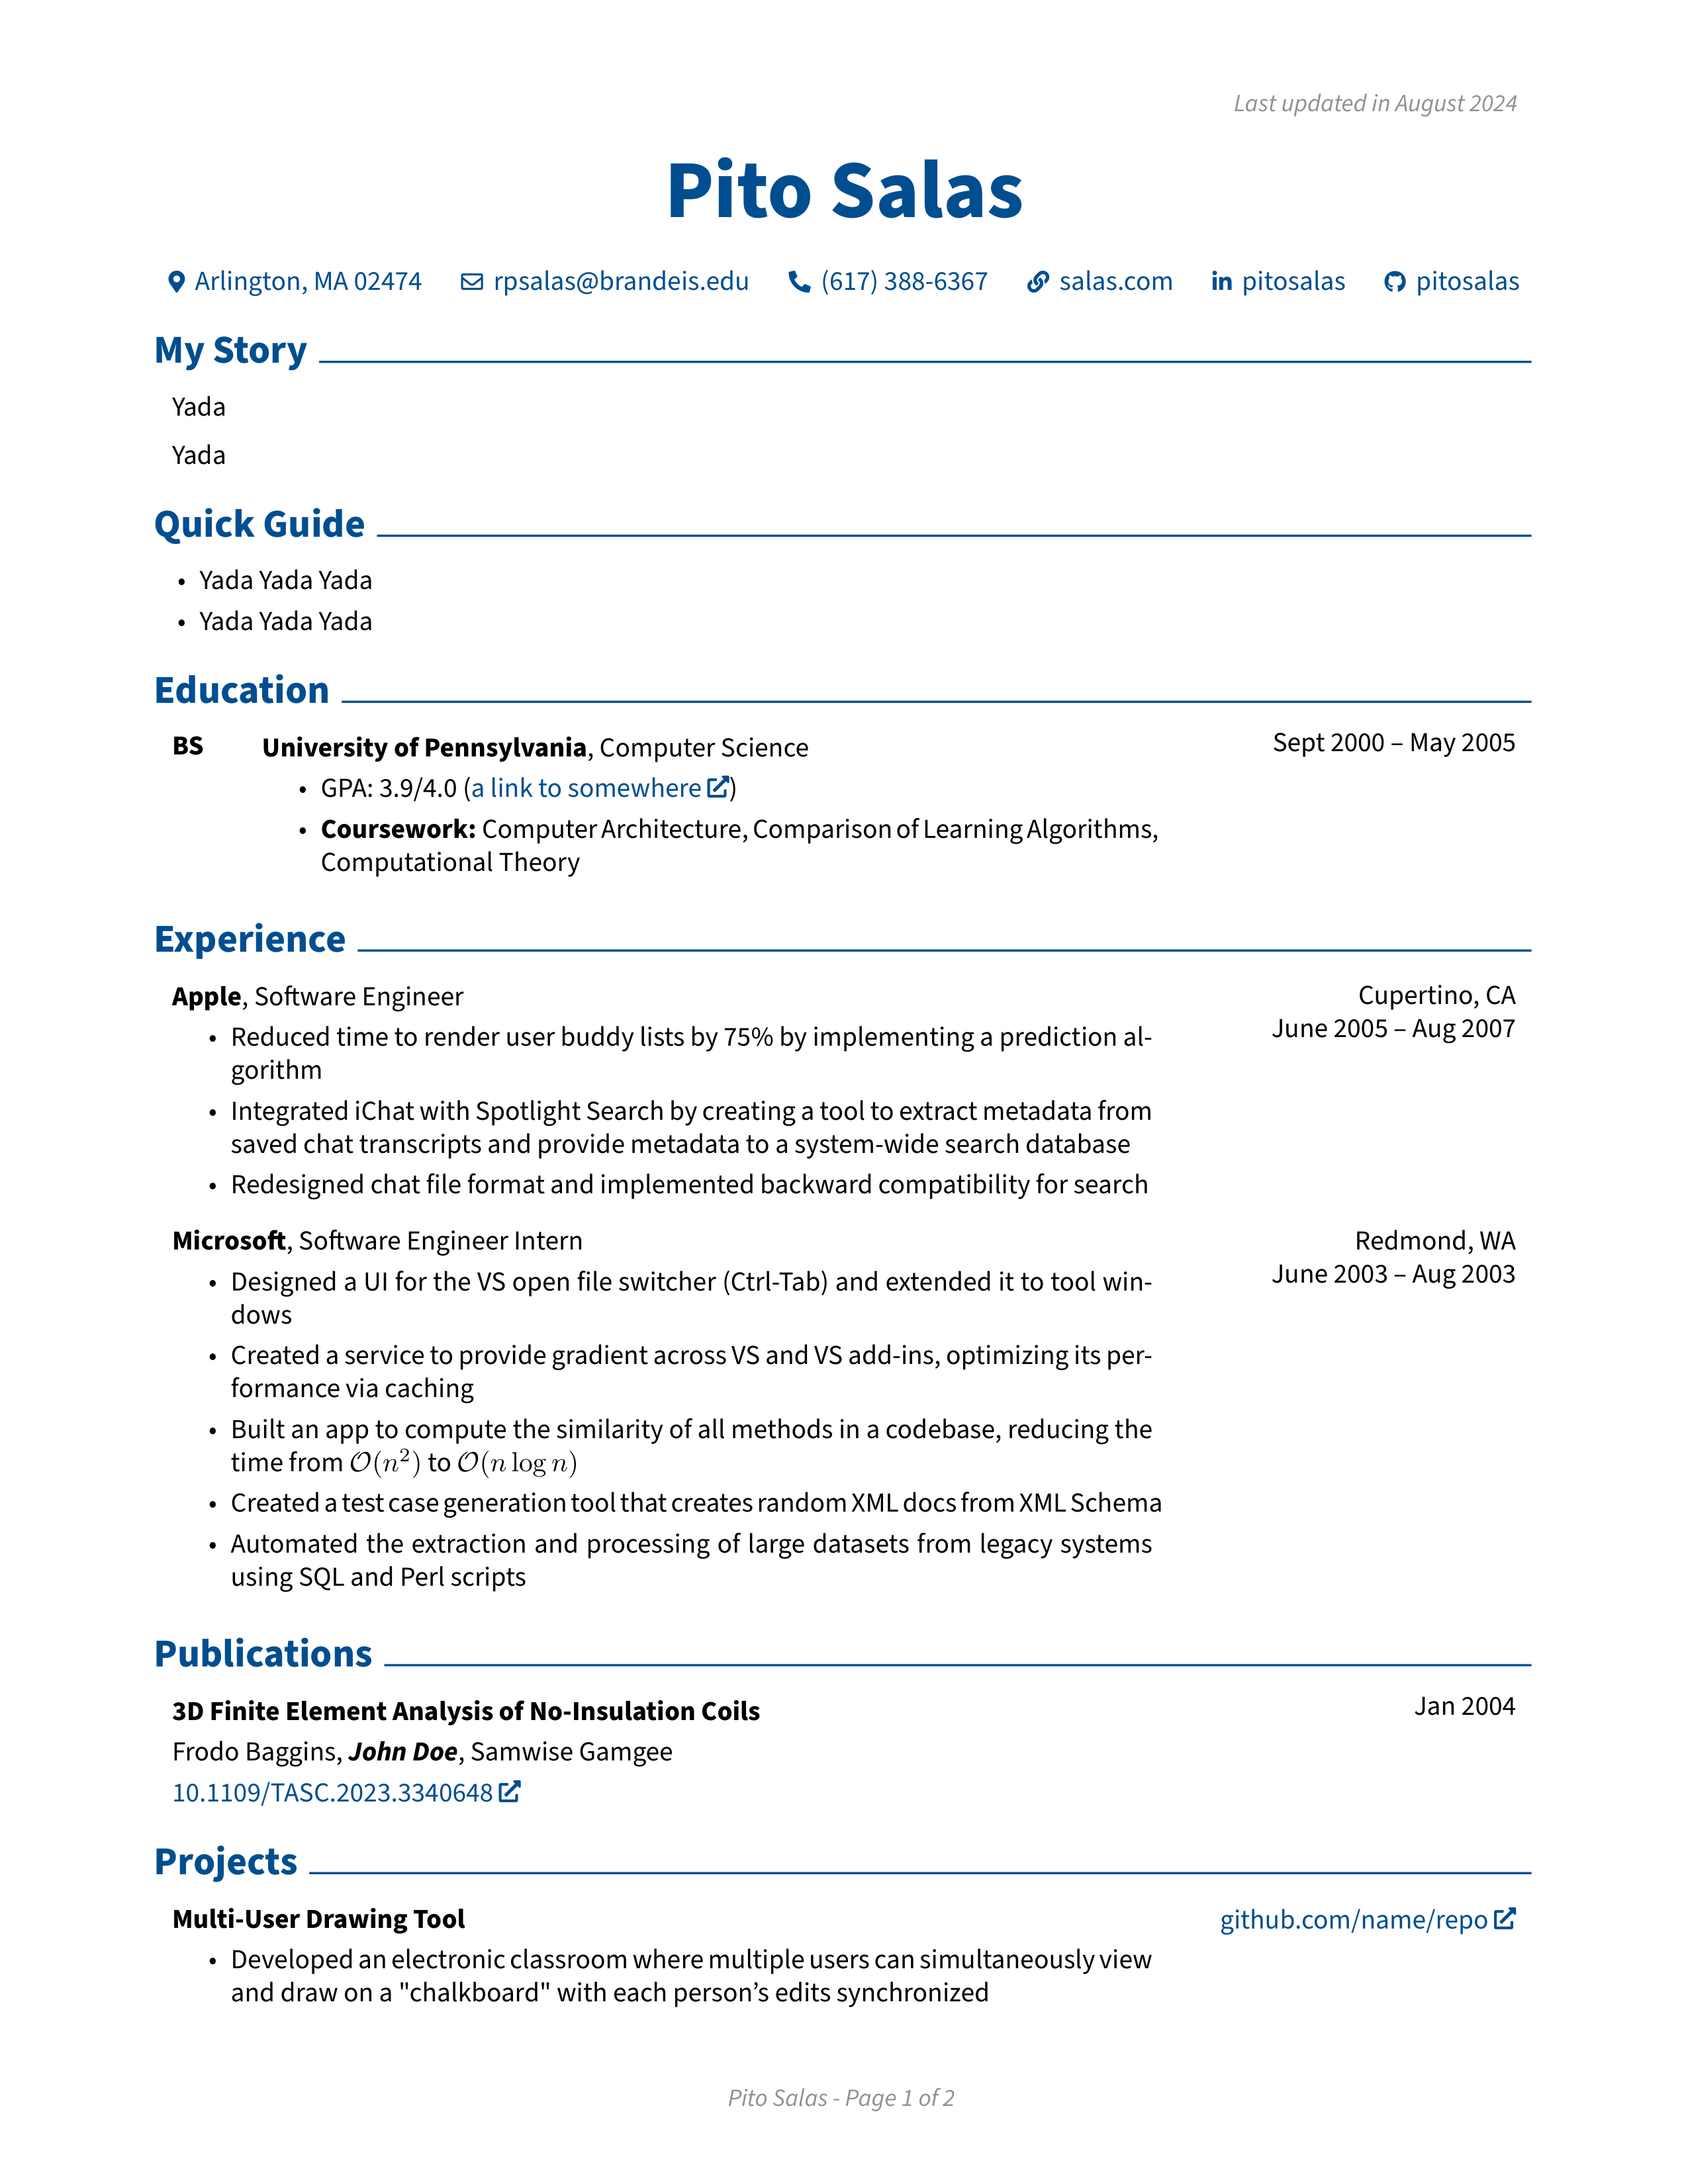 Last updated in August 2024
Pito Salas
Arlington, MA 02474 rpsalas@brandeis.edu (617) 388-6367 salas.com pitosalas pitosalas
My Story
Yada
Yada
Quick Guide
• Yada Yada Yada
• Yada Yada Yada
Education
BS University of Pennsylvania, Computer Science Sept 2000 – May 2005
• GPA: 3.9/4.0 (a link to somewhere)
• Coursework: Computer Architecture, Comparison of Learning Algorithms,
Computational Theory
Experience
Apple, Software Engineer Cupertino, CA
June 2005 – Aug 2007
• Reduced time to render user buddy lists by 75% by implementing a prediction al-
gorithm
• Integrated iChat with Spotlight Search by creating a tool to extract metadata from
saved chat transcripts and provide metadata to a system-wide search database
• Redesigned chat file format and implemented backward compatibility for search
Microsoft, Software Engineer Intern Redmond, WA
June 2003 – Aug 2003
• Designed a UI for the VS open file switcher (Ctrl-Tab) and extended it to tool win-
dows
• Created a service to provide gradient across VS and VS add-ins, optimizing its per-
formance via caching
• Built an app to compute the similarity of all methods in a codebase, reducing the
time from 𝒪(n²) to 𝒪(n log n)
• Created a test case generation tool that creates random XML docs from XML Schema
• Automated the extraction and processing of large datasets from legacy systems
using SQL and Perl scripts
Publications
3D Finite Element Analysis of No-Insulation Coils Jan 2004
Frodo Baggins, John Doe, Samwise Gamgee
10.1109/TASC.2023.3340648
Projects
Multi-User Drawing Tool github.com/name/repo
• Developed an electronic classroom where multiple users can simultaneously view
and draw on a "chalkboard" with each person’s edits synchronized
Pito Salas - Page 1 of 2